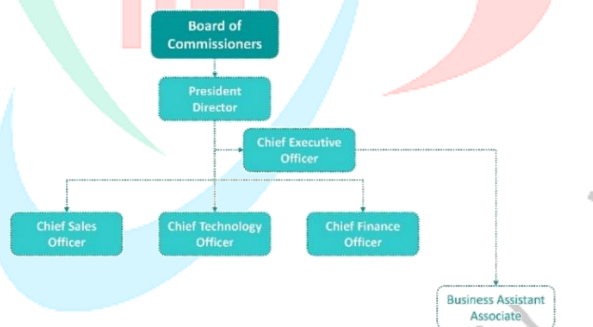 Board of
Commissioners
President
Director
Chief Executive
Officer
Chief Sales
Officer
Chief Technology
Officer
Chief Finance
Officer
Business Assistant
Associate